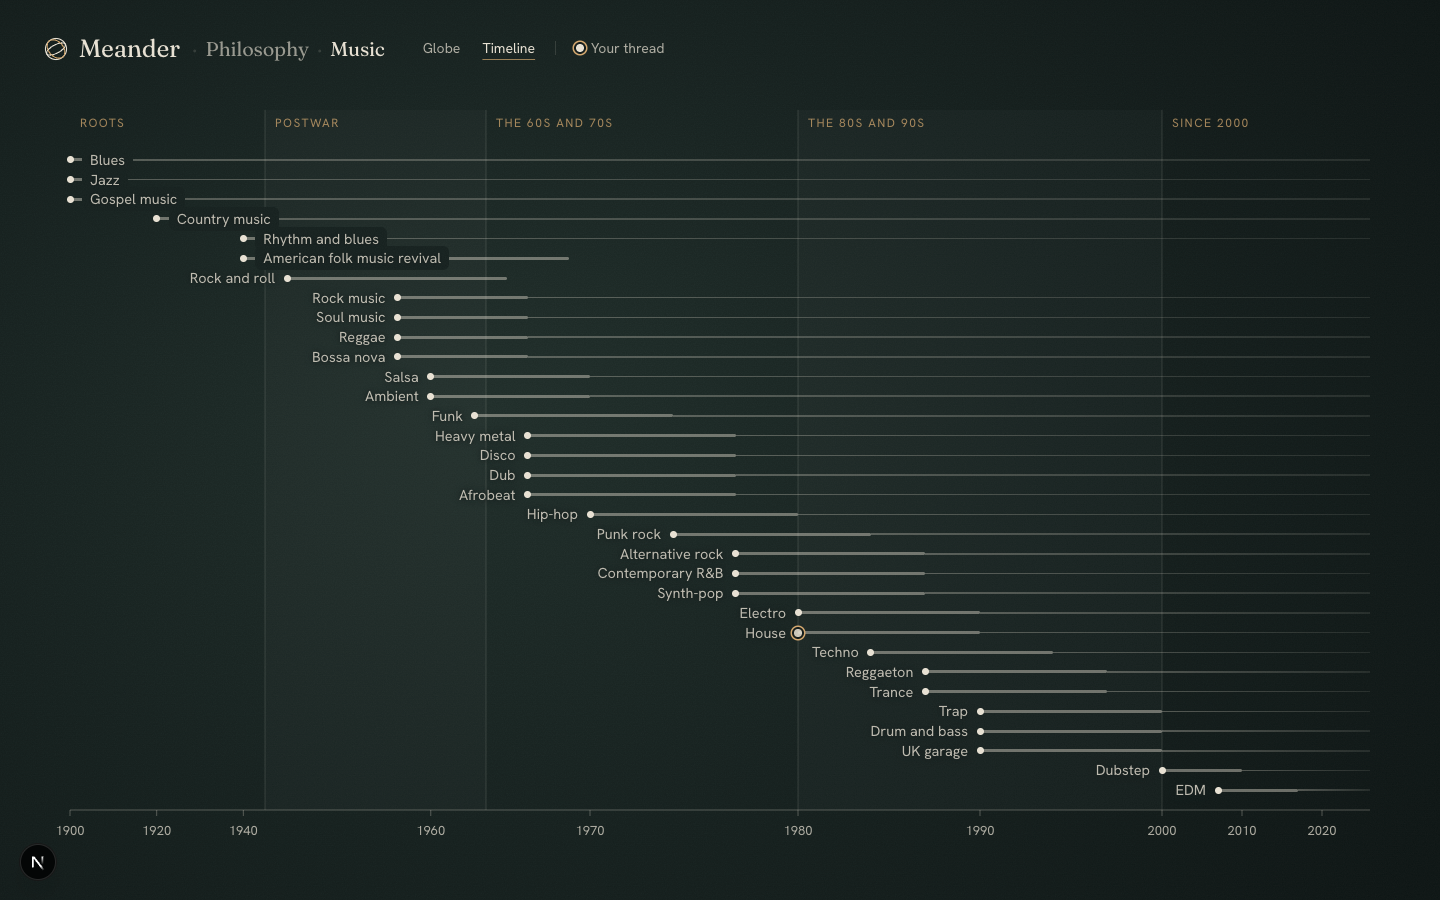 Meander · Philosophy · Music Globe Timeline Your thread
ROOTS POSTWAR THE 60S AND 70S THE 80S AND 90S SINCE 2000
Blues
Jazz
Gospel music
Country music
Rhythm and blues
American folk music revival
Rock and roll
Rock music
Soul music
Reggae
Bossa nova
Salsa
Ambient
Funk
Heavy metal
Disco
Dub
Afrobeat
Hip-hop
Punk rock
Alternative rock
Contemporary R&B
Synth-pop
Electro
House
Techno
Reggaeton
Trance
Trap
Drum and bass
UK garage
Dubstep
EDM
1900 1920 1940 1960 1970 1980 1990 2000 2010 2020
N